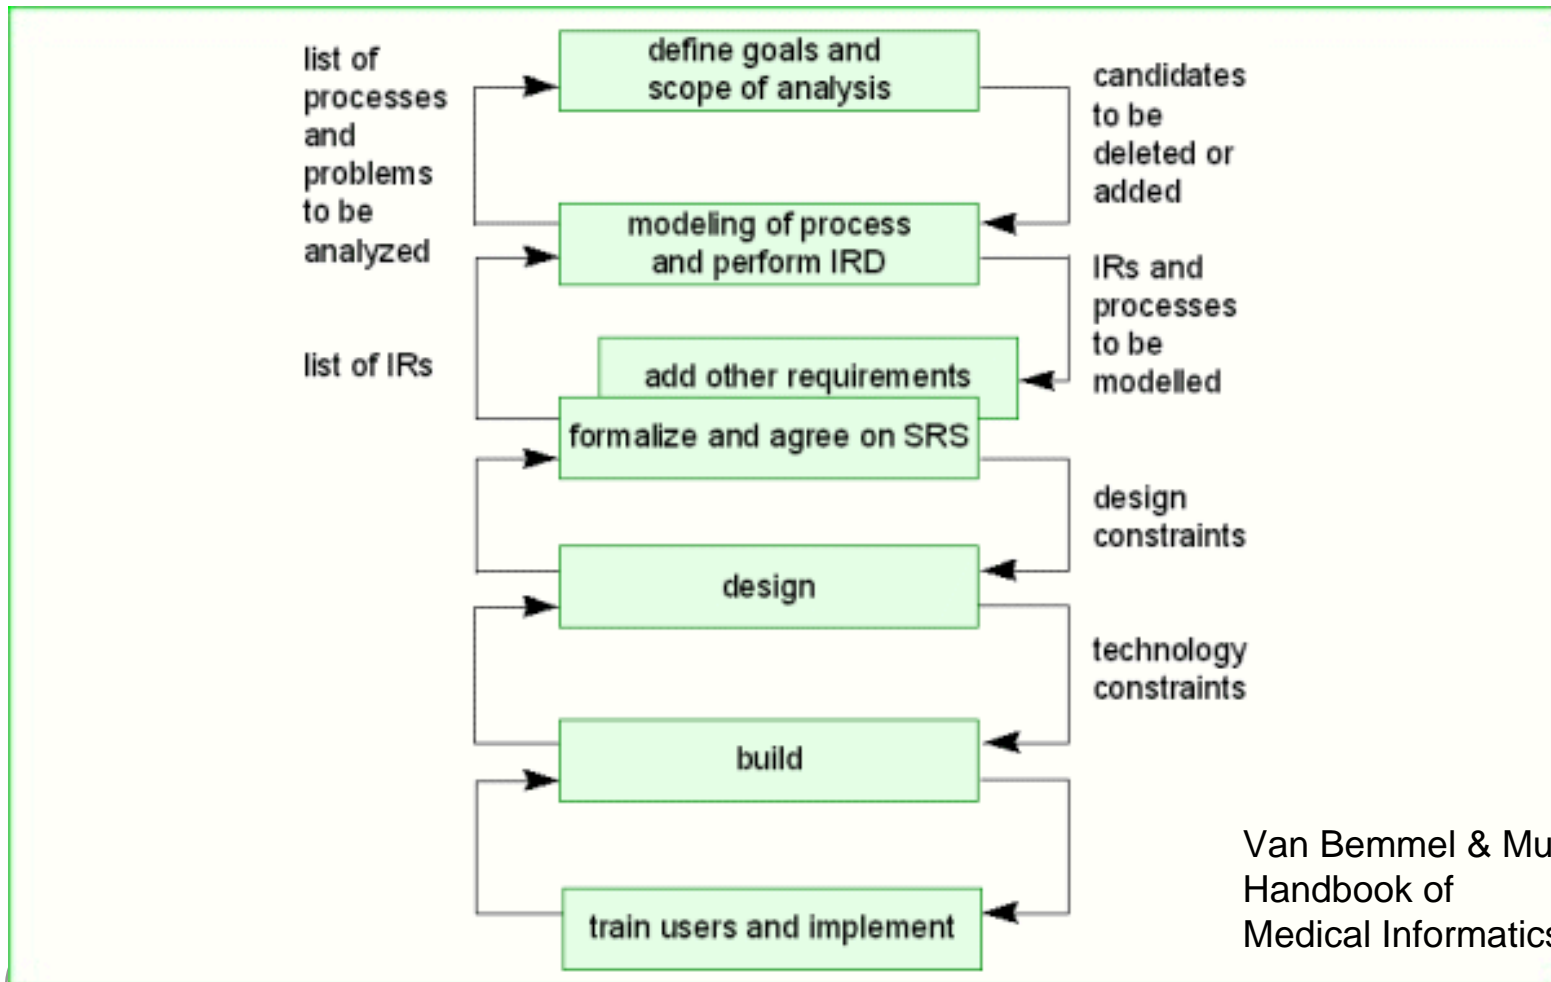 list of
processes
and
problems
to be
analyzed
define goals and
scope of analysis
candidates
to be
deleted or
added
modeling of process
and perform IRD
list of IRs
IRs and
processes
to be
modelled
add other requirements
formalize and agree on SRS
design
constraints
design
technology
constraints
build
train users and implement
Van Bemmel & Mu
Handbook of
Medical Informatics